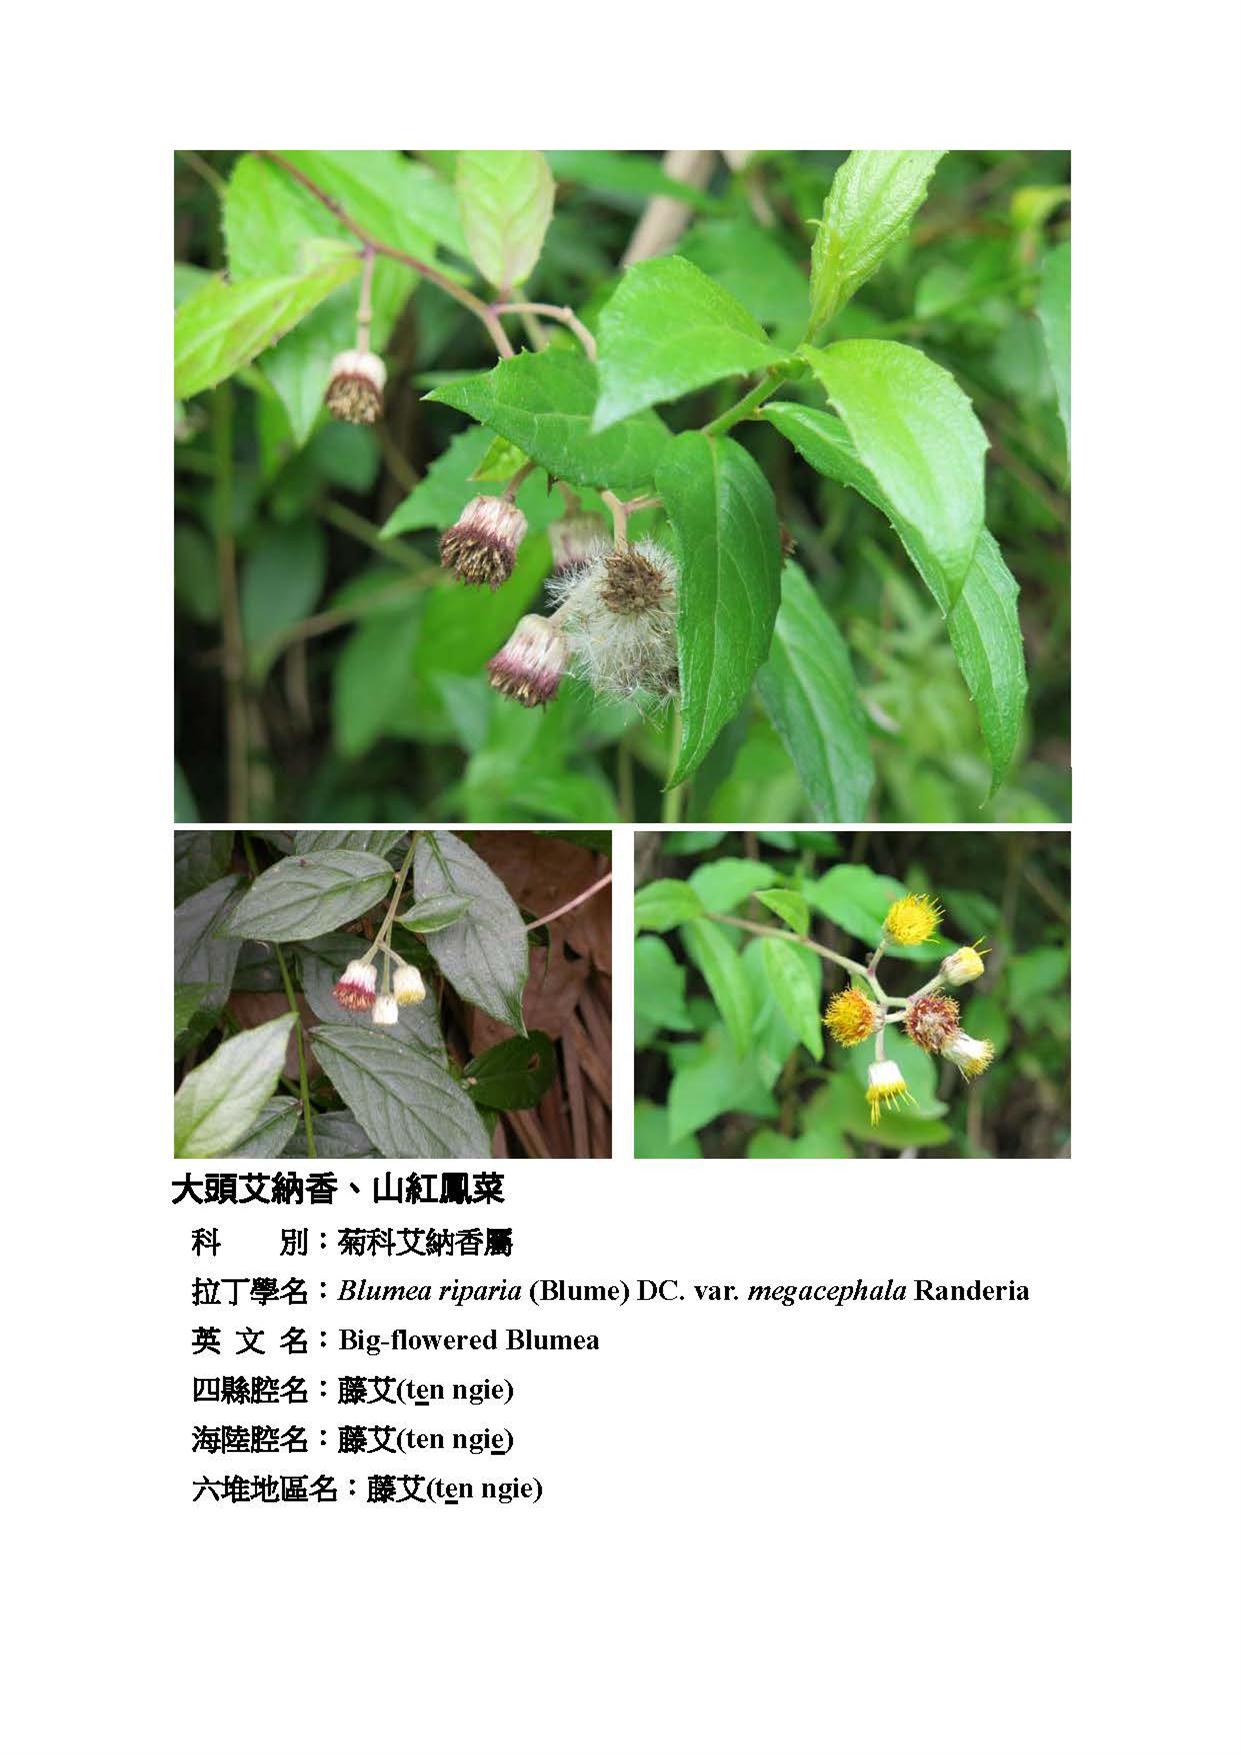 大頭艾納香、山紅鳳菜
科　　別：菊科艾納香屬
拉丁學名：Blumea riparia (Blume) DC. var. megacephala Randeria
英 文 名：Big-flowered Blumea
四縣腔名：藤艾(ten ngie)
海陸腔名：藤艾(ten ngie)
六堆地區名：藤艾(ten ngie)